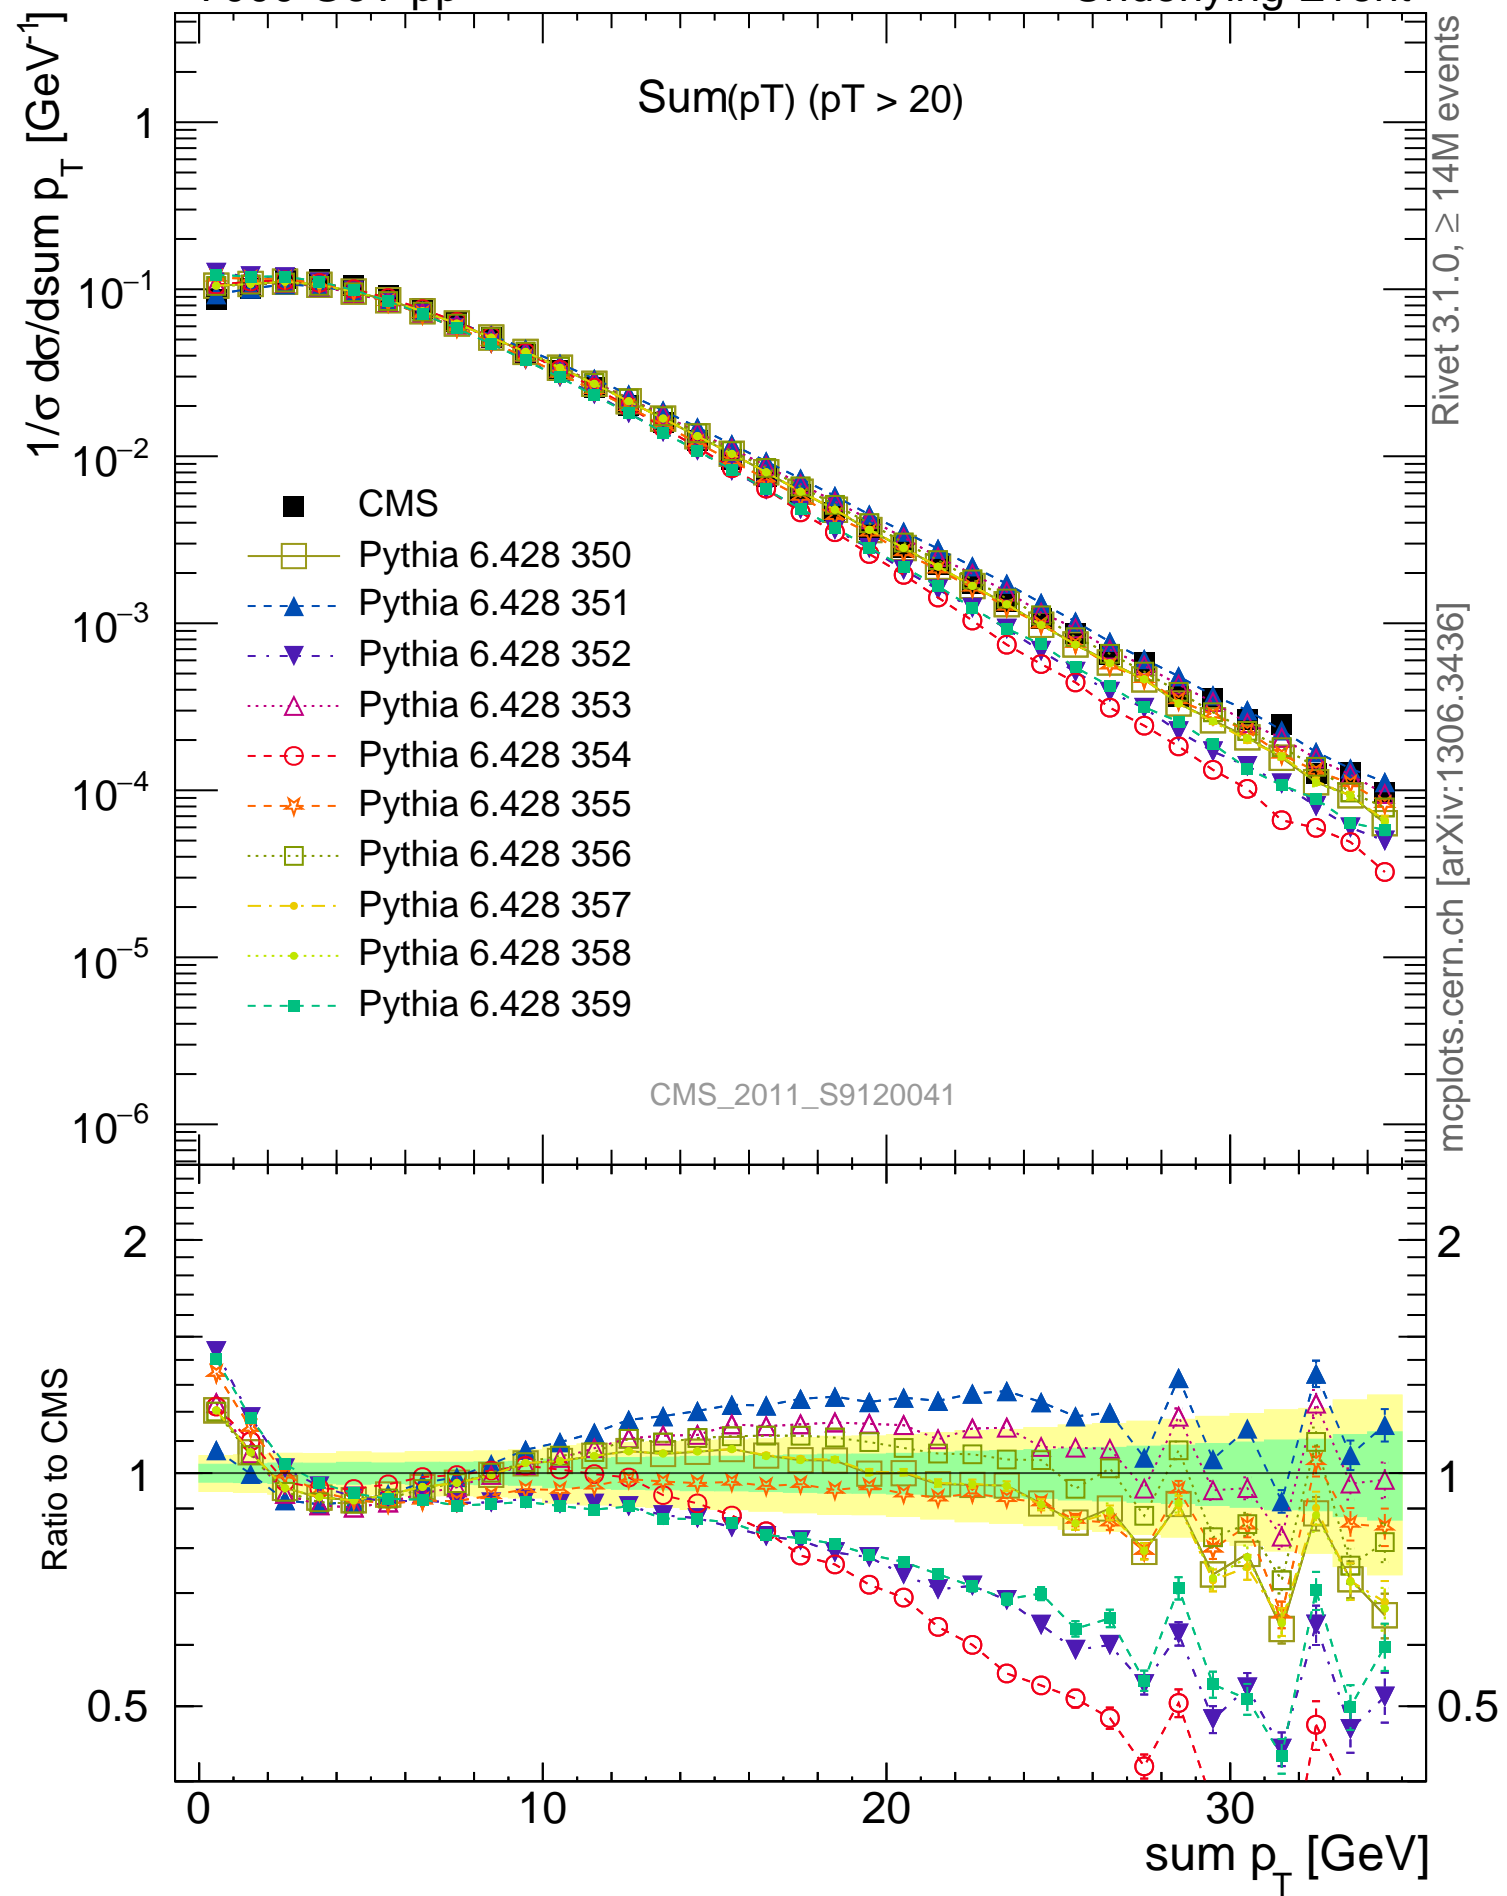 Sum(pT) (pT > 20)
1/σ dσ/dsum p_T [GeV⁻¹]
1
10⁻¹
10⁻²
10⁻³
10⁻⁴
10⁻⁵
10⁻⁶
CMS
Pythia 6.428 350
Pythia 6.428 351
Pythia 6.428 352
Pythia 6.428 353
Pythia 6.428 354
Pythia 6.428 355
Pythia 6.428 356
Pythia 6.428 357
Pythia 6.428 358
Pythia 6.428 359
CMS_2011_S9120041
Rivet 3.1.0, ≥ 14M events
mcplots.cern.ch [arXiv:1306.3436]
Ratio to CMS
2
1
0.5
2
1
0.5
0 10 20 30
sum p_T [GeV]